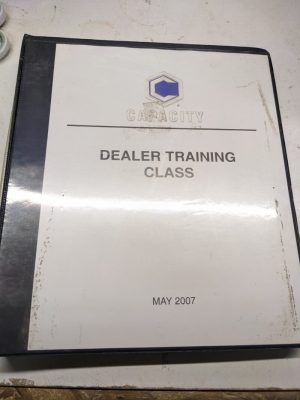 CAPACITY
DEALER TRAINING
CLASS
MAY 2007